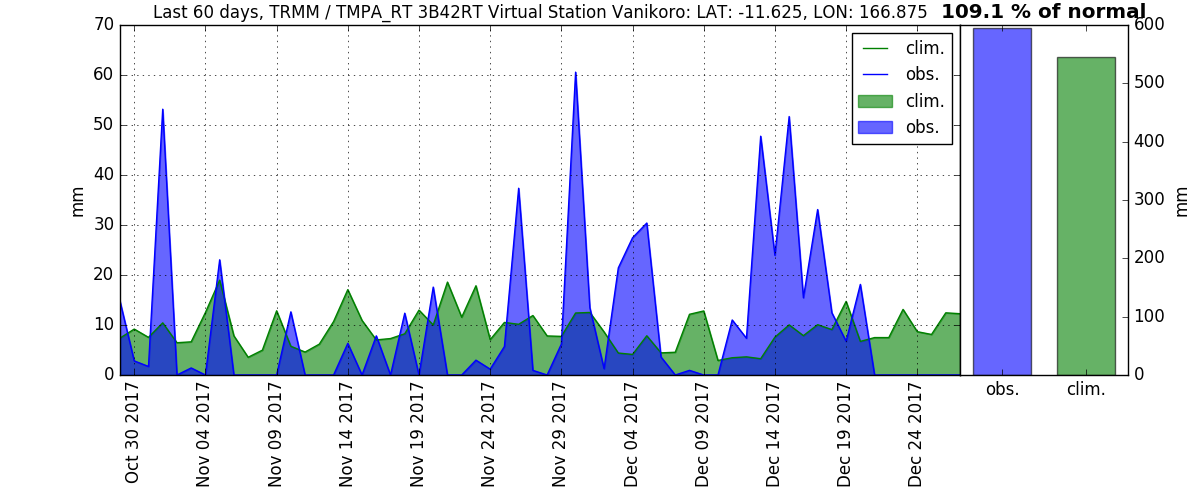 Last 60 days, TRMM / TMPA_RT 3B42RT Virtual Station Vanikoro: LAT: -11.625, LON: 166.875 109.1 % of normal
70
60
50
40
30
20
10
0
mm
clim.
obs.
clim.
obs.
Oct 30 2017
Nov 04 2017
Nov 09 2017
Nov 14 2017
Nov 19 2017
Nov 24 2017
Nov 29 2017
Dec 04 2017
Dec 09 2017
Dec 14 2017
Dec 19 2017
Dec 24 2017
600
500
400
300
200
100
0
mm
obs. clim.